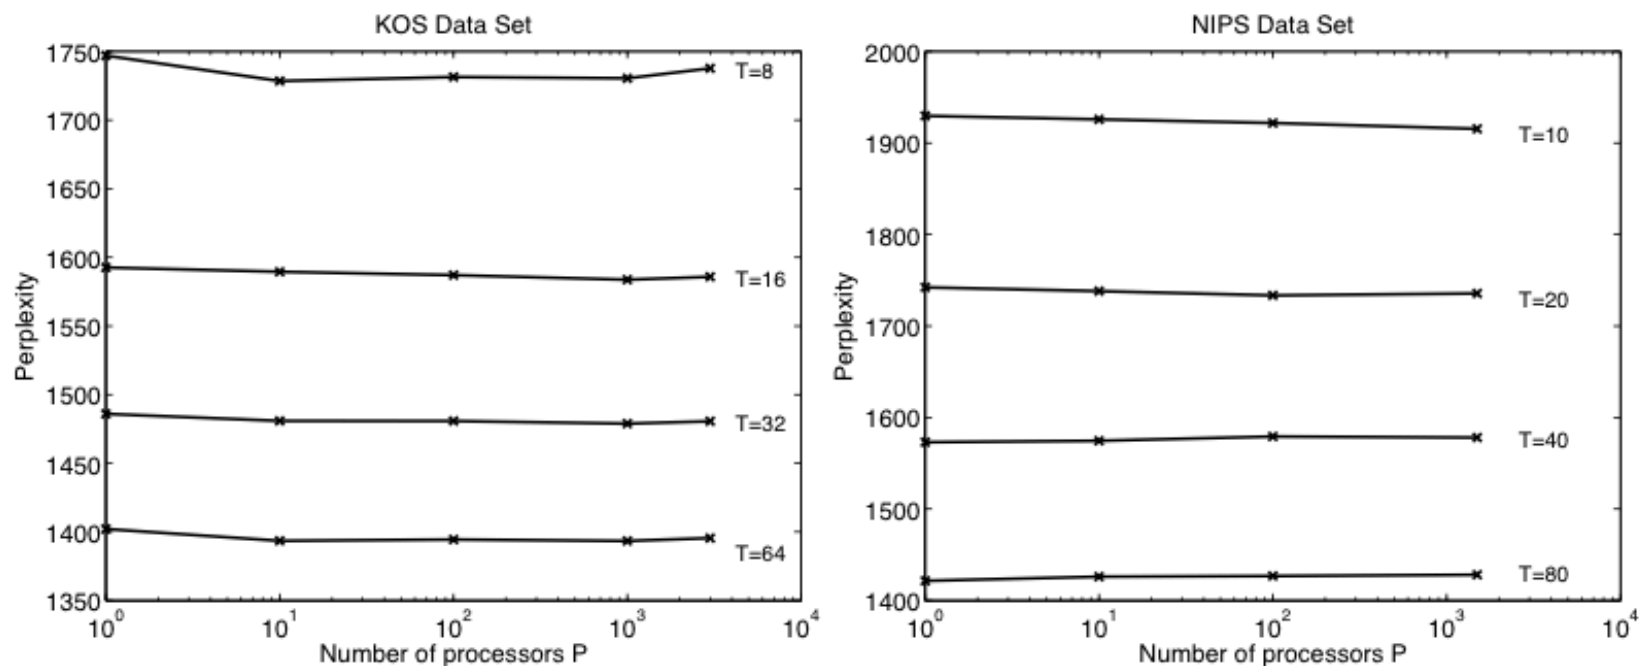 KOS Data Set
1750
1700
1650
1600
1550
1500
1450
1400
1350
Perplexity
T=8
T=16
T=32
T=64
10^0 10^1 10^2 10^3 10^4
Number of processors P
NIPS Data Set
2000
1900
1800
1700
1600
1500
1400
Perplexity
T=10
T=20
T=40
T=80
10^0 10^1 10^2 10^3 10^4
Number of processors P